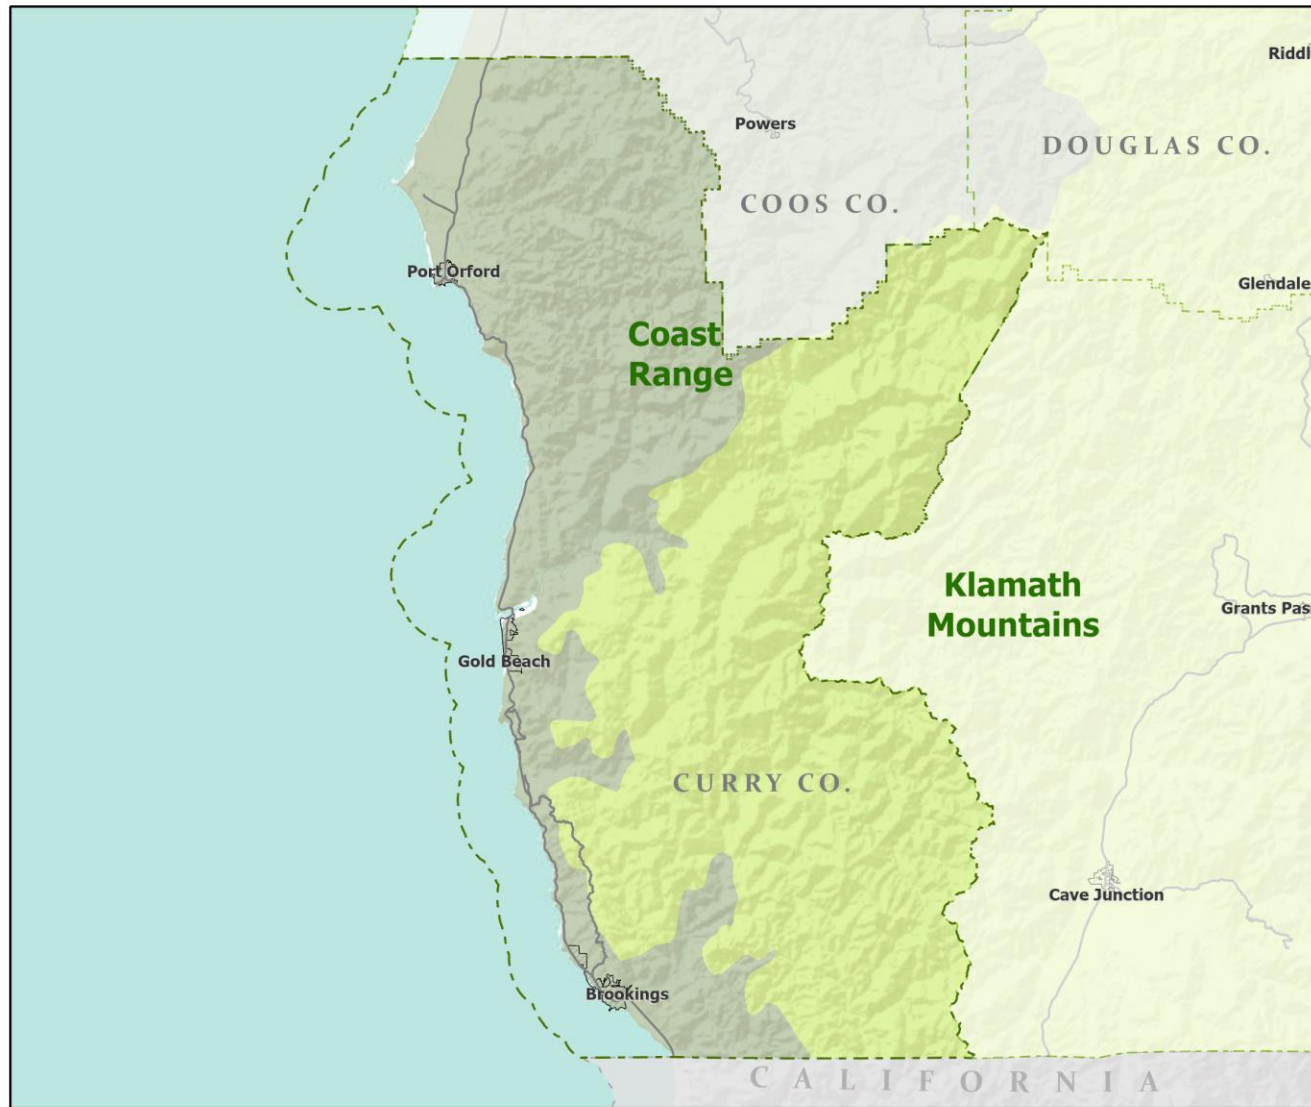 Riddl
Powers
DOUGLAS CO.
COOS CO.
Port Orford
Glendale
Coast
Range
Klamath
Mountains
Grants Pas
Gold Beach
CURRY CO.
Cave Junction
Brookings
CALIFORNIA